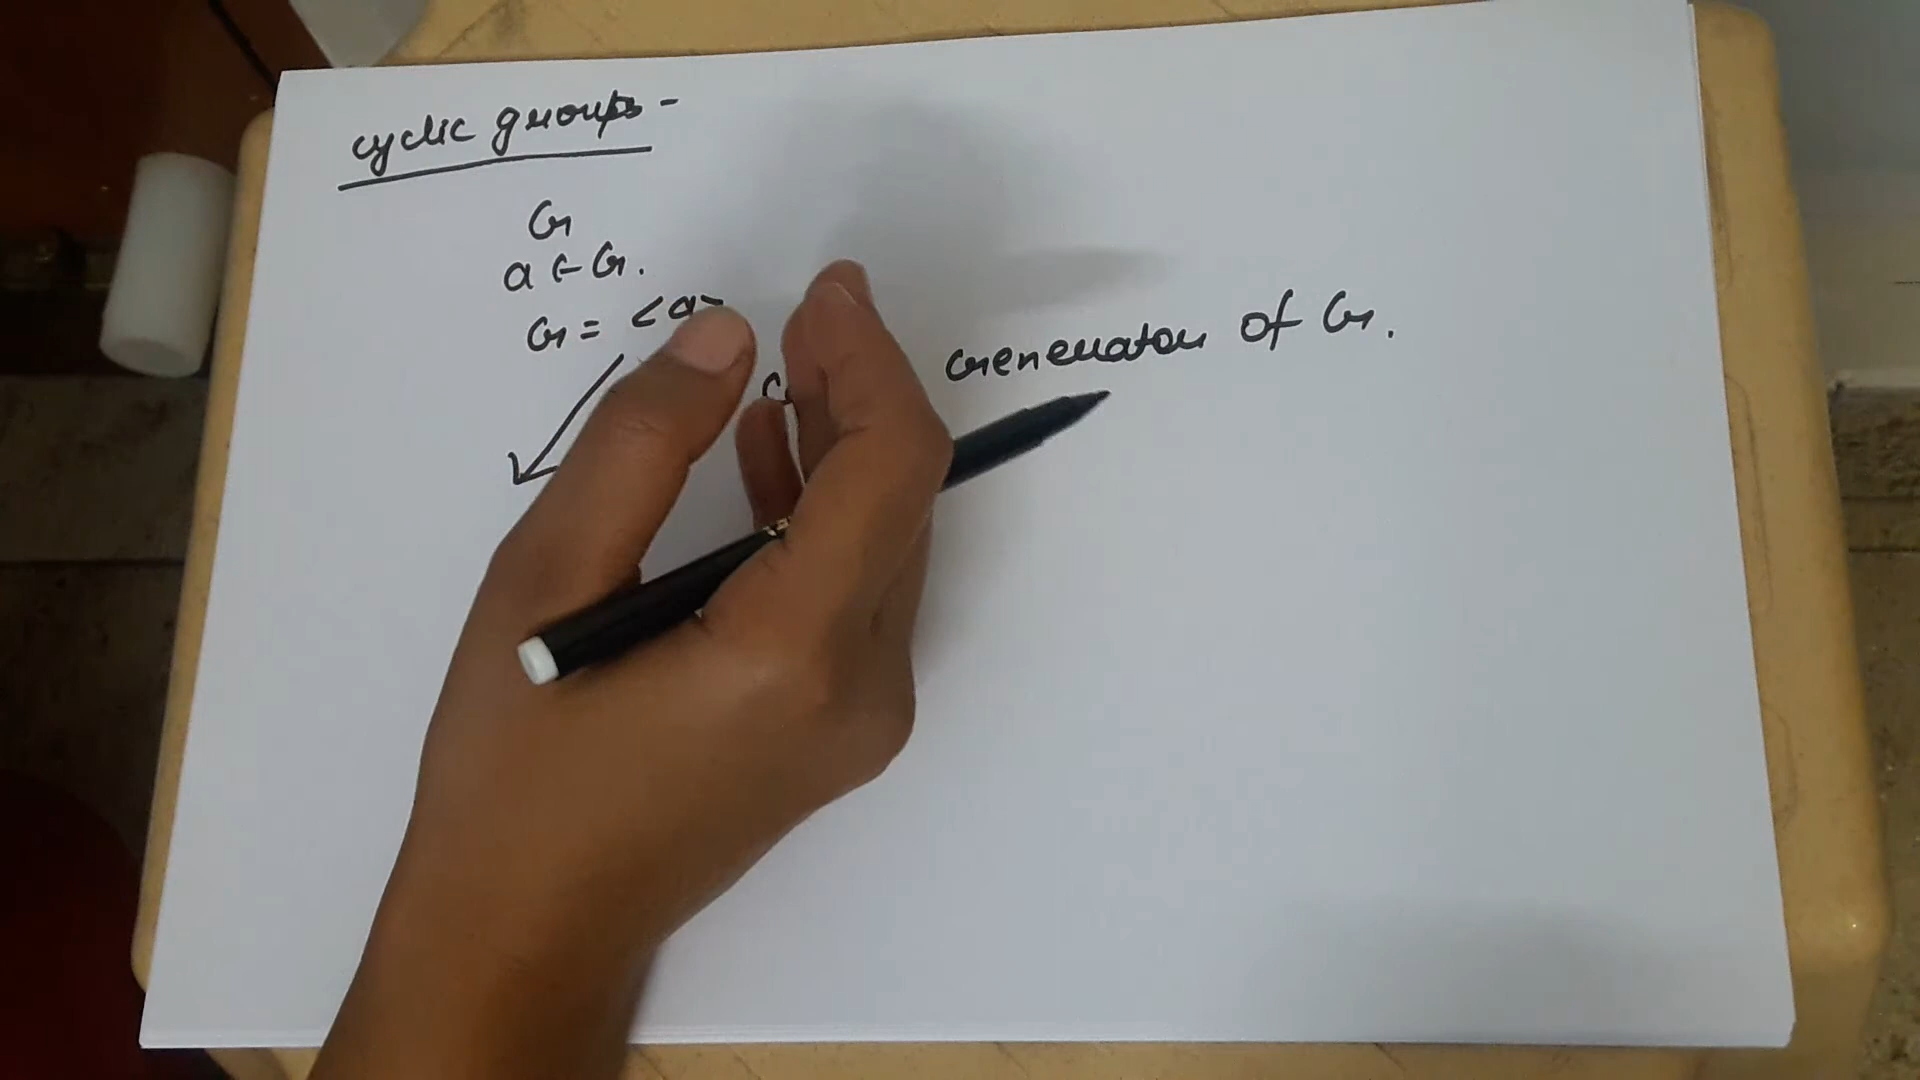 cyclic groups -
G
a ∈ G.
G = <a>
Generator of G.